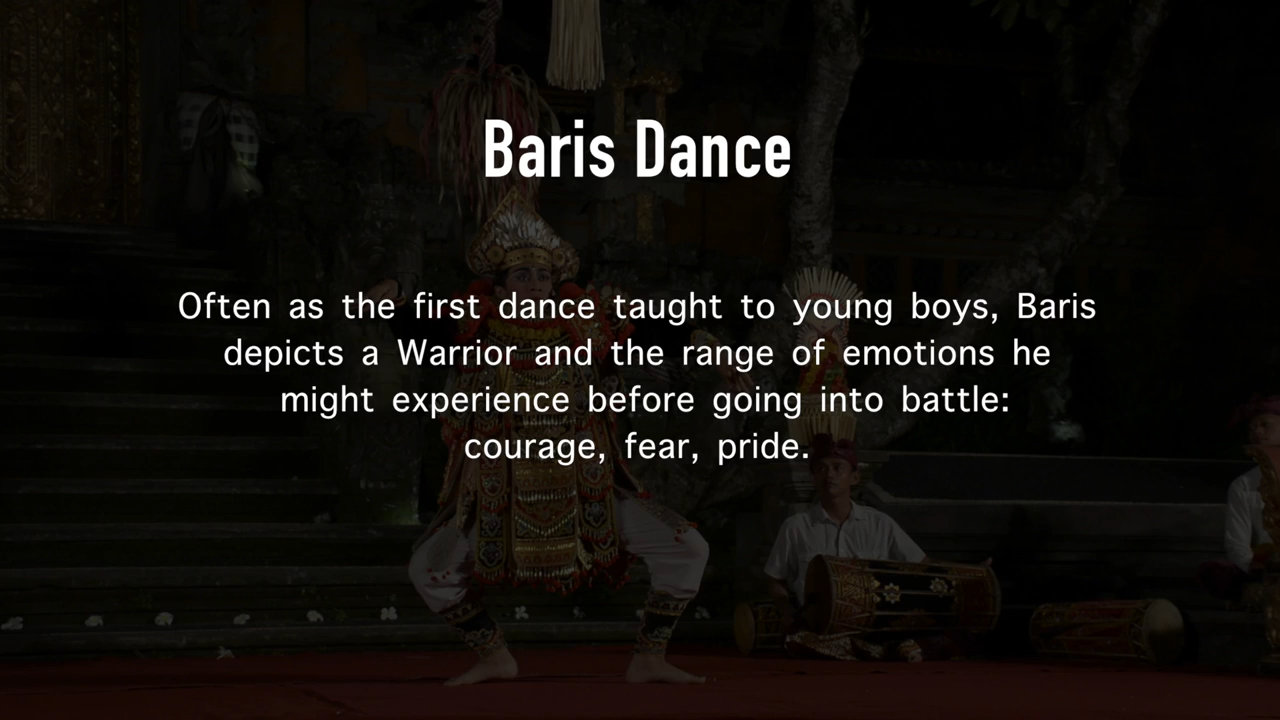 Baris Dance
Often as the first dance taught to young boys, Baris
depicts a Warrior and the range of emotions he
might experience before going into battle:
courage, fear, pride.